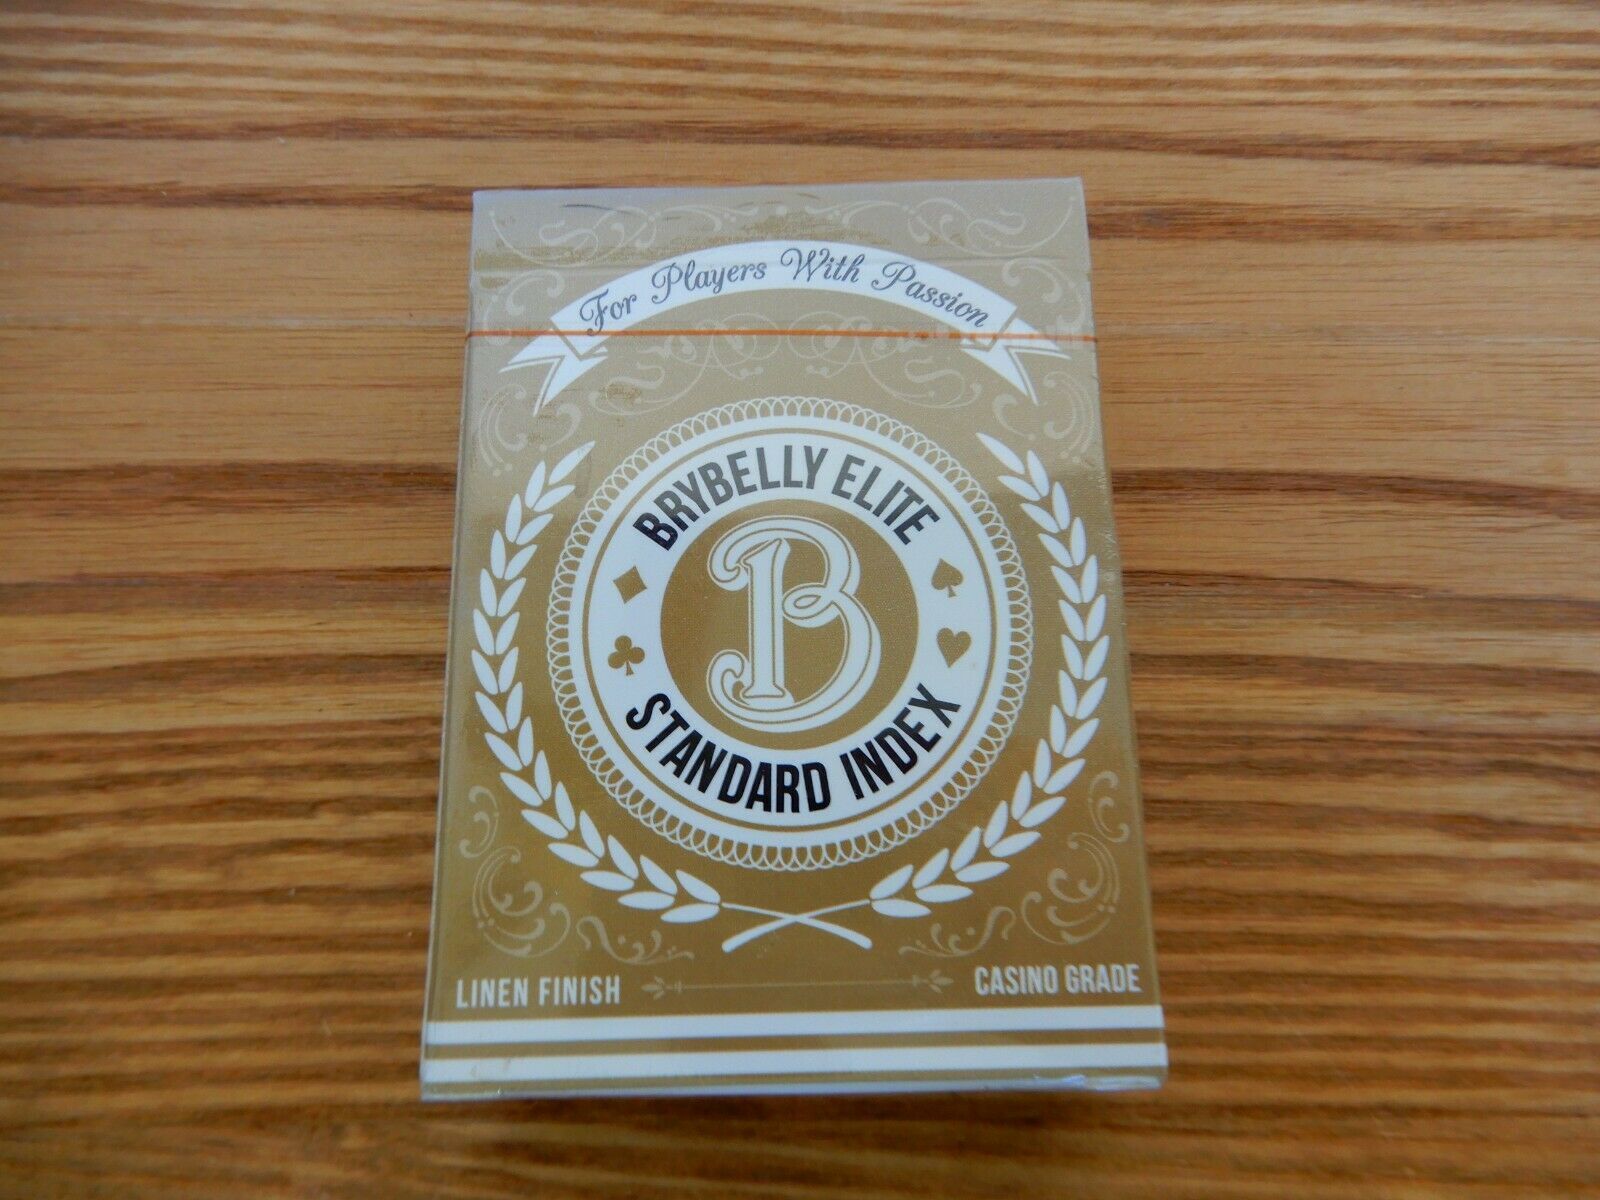 For Players With Passion
BRYBELLY ELITE
B
STANDARD INDEX
LINEN FINISH
CASINO GRADE